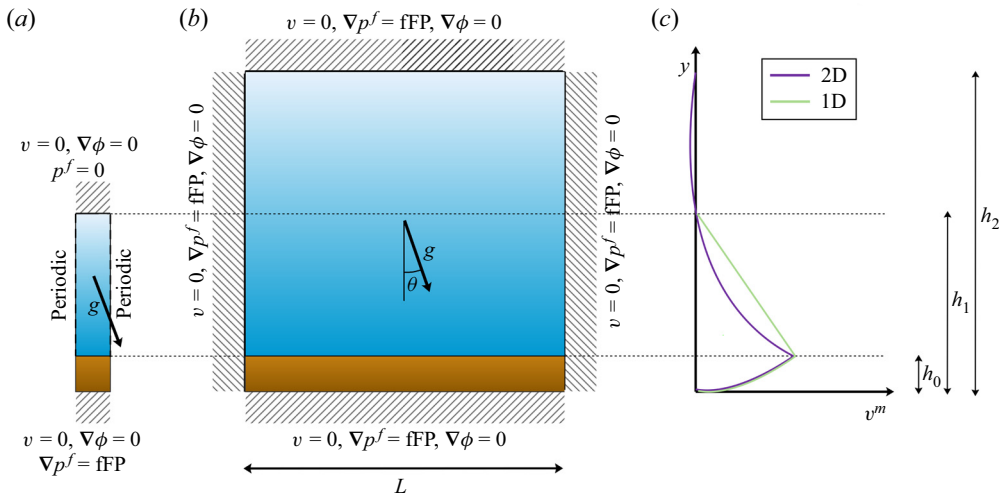 (a)
v = 0, ∇ϕ = 0
p^f = 0
Periodic
Periodic
g
v = 0, ∇ϕ = 0
∇p^f = fFP
(b)
v = 0, ∇p^f = fFP, ∇ϕ = 0
v = 0, ∇p^f = fFP, ∇ϕ = 0
g
θ
v = 0, ∇p^f = fFP, ∇ϕ = 0
v = 0, ∇p^f = fFP, ∇ϕ = 0
L
(c)
y
2D
1D
v^m
h_0
h_1
h_2